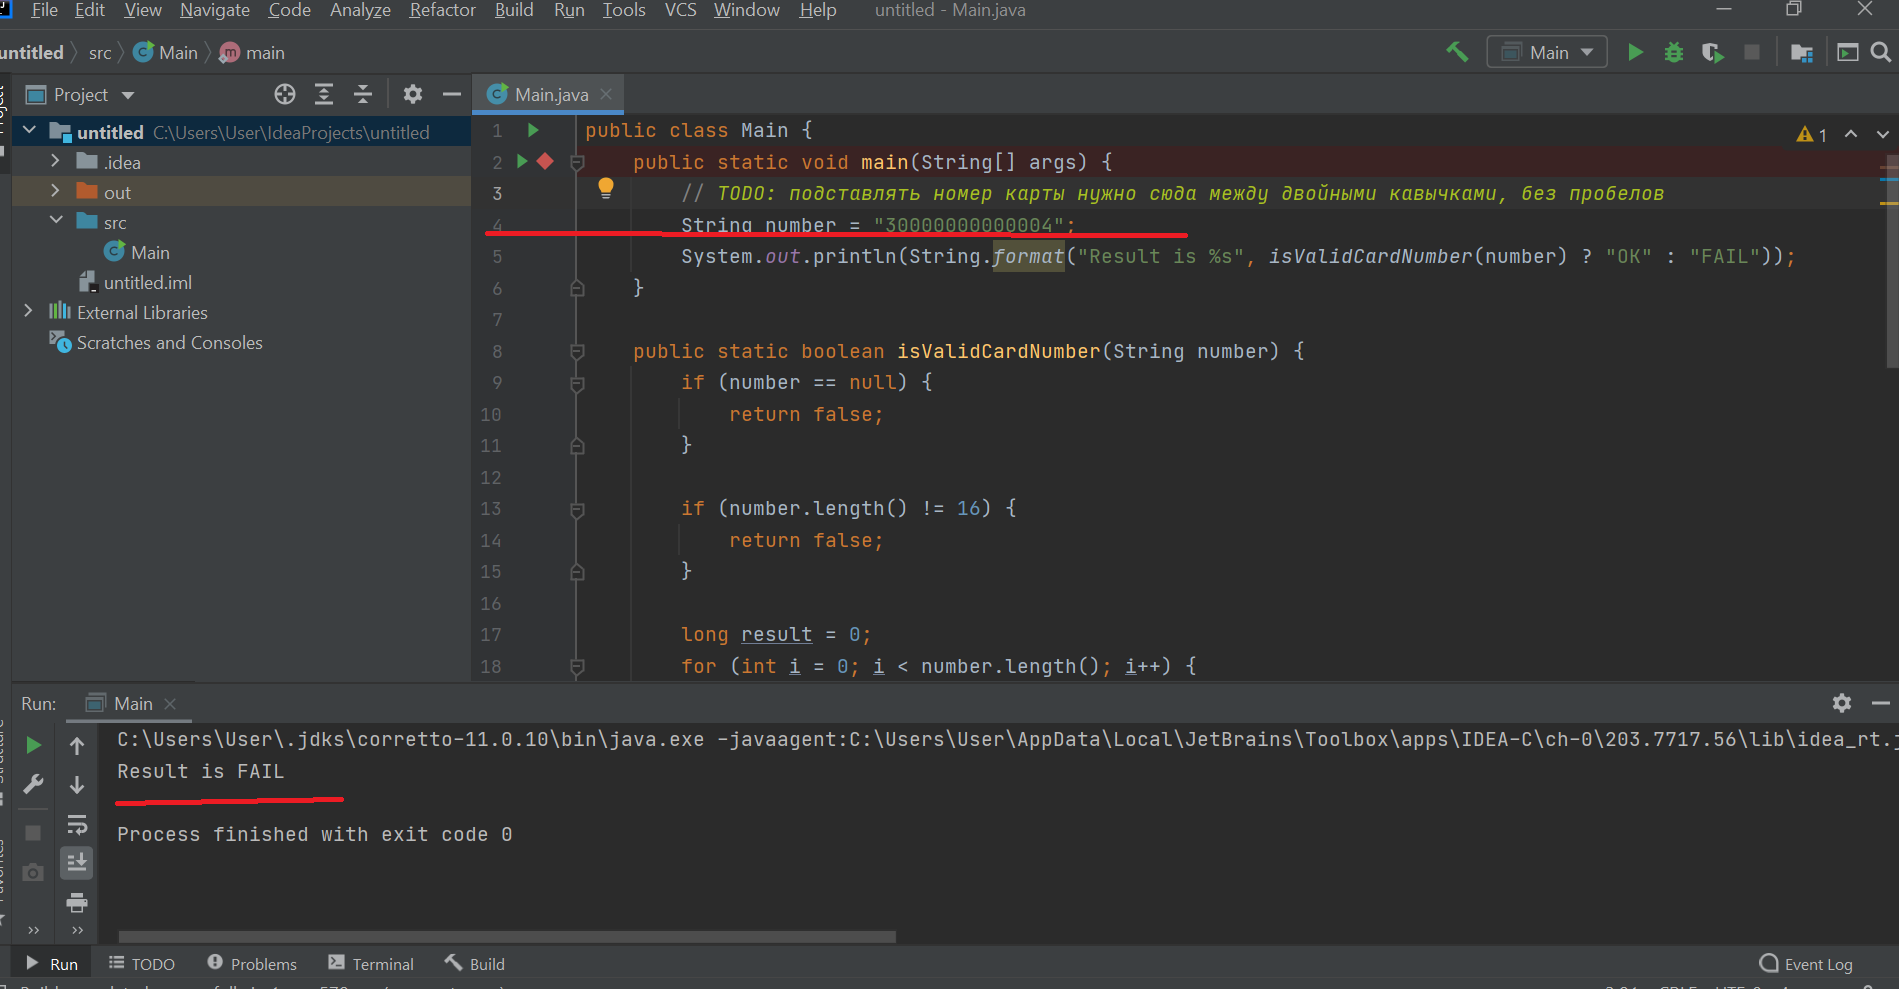 File Edit View Navigate Code Analyze Refactor Build Run Tools VCS Window Help untitled - Main.java
untitled src Main main
Main
Project
Main.java
untitled C:\Users\User\IdeaProjects\untitled
.idea
out
src
Main
untitled.iml
External Libraries
Scratches and Consoles
1 public class Main {
1
2 public static void main(String[] args) {
3 // TODO: подставлять номер карты нужно сюда между двойными кавычками, без пробелов
4 String number = "30000000000004";
5 System.out.println(String.format("Result is %s", isValidCardNumber(number) ? "OK" : "FAIL"));
6 }
7
8 public static boolean isValidCardNumber(String number) {
9 if (number == null) {
10 return false;
11 }
12
13 if (number.length() != 16) {
14 return false;
15 }
16
17 long result = 0;
18 for (int i = 0; i < number.length(); i++) {
Run: Main
C:\Users\User\.jdks\corretto-11.0.10\bin\java.exe -javaagent:C:\Users\User\AppData\Local\JetBrains\Toolbox\apps\IDEA-C\ch-0\203.7717.56\lib\idea_rt.j
Result is FAIL
Process finished with exit code 0
Run TODO Problems Terminal Build Event Log